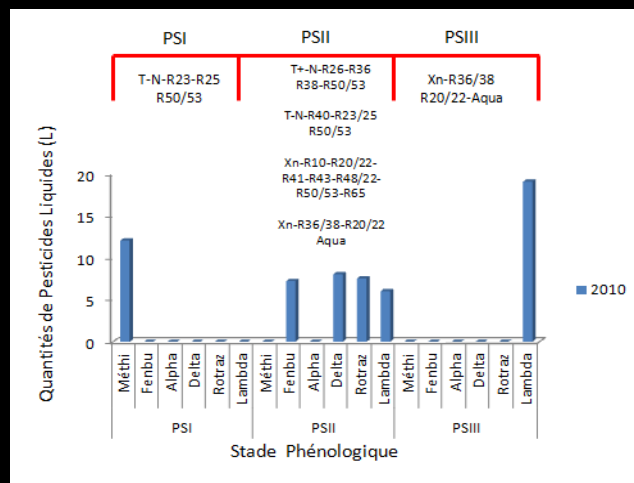 PSI
PSII
PSIII
T-N-R23-R25
R50/53
T+-N-R26-R36
R38-R50/53
T-N-R40-R23/25
R50/53
Xn-R10-R20/22-
R41-R43-R48/22-
R50/53-R65
Xn-R36/38-R20/22
Aqua
Xn-R36/38
R20/22-Aqua
Quantités de Pesticides Liquides (L)
20
15
10
5
0
2010
Méthi
Fenbu
Alpha
Delta
Rotraz
Lambda
Méthi
Fenbu
Alpha
Delta
Rotraz
Lambda
Méthi
Fenbu
Alpha
Delta
Rotraz
Lambda
PSI
PSII
PSIII
Stade Phénologique